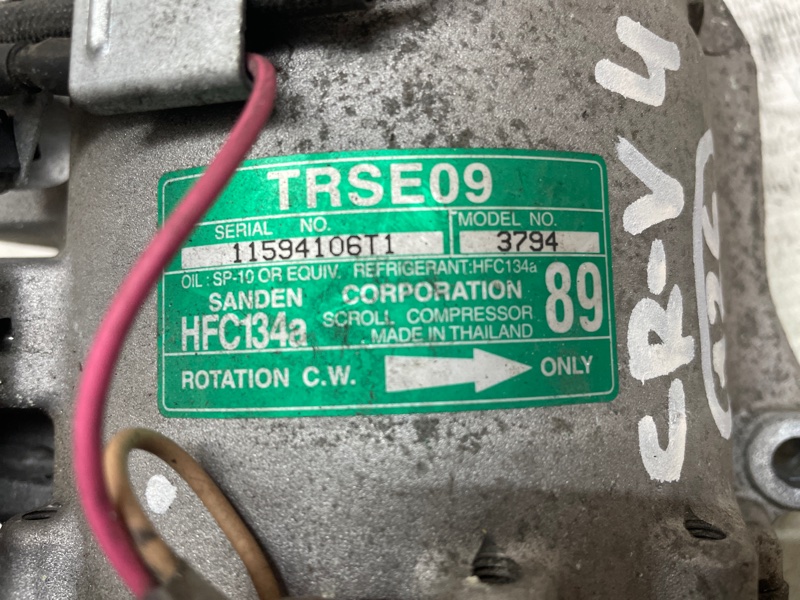 TRSE09
SERIAL NO.
11594106T1
MODEL NO.
3794
OIL : SP-10 OR EQUIV. REFRIGERANT:HFC134a
SANDEN CORPORATION
HFC134a
SCROLL COMPRESSOR
MADE IN THAILAND
89
ROTATION C.W. ONLY
CR-V 4